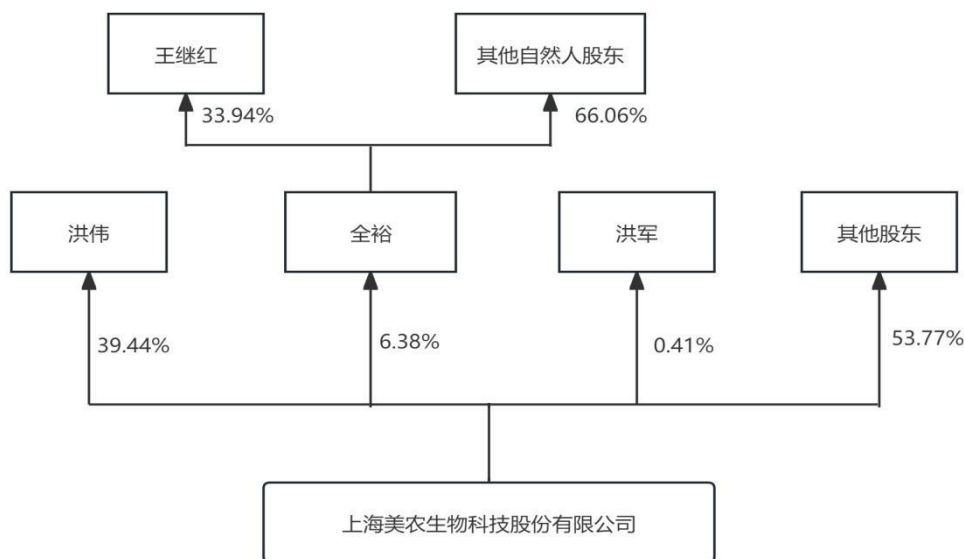 王继红
其他自然人股东
33.94%
66.06%
洪伟
全裕
洪军
其他股东
39.44%
6.38%
0.41%
53.77%
上海美农生物科技股份有限公司